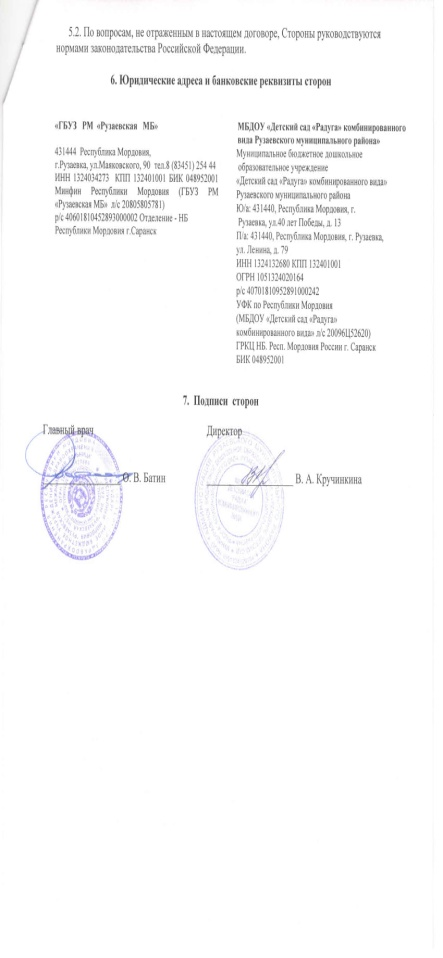 5.2. По вопросам, не отраженным в настоящем договоре, Стороны руководствуются
нормами законодательства Российской Федерации.
6. Юридические адреса и банковские реквизиты сторон
«ГБУЗ РМ «Рузаевская МБ»
431444 Республика Мордовия,
г.Рузаевка, ул.Маяковского, 90 тел.8 (83451) 254 44
ИНН 1324034273 КПП 132401001 БИК 048952001
Минфин Республики Мордовия (ГБУЗ РМ
«Рузаевская МБ» л/с 20805805781)
р/с 40601810452893000002 Отделение - НБ
Республики Мордовия г.Саранск
МБДОУ «Детский сад «Радуга» комбинированного
вида Рузаевского муниципального района»
Муниципальное бюджетное дошкольное
образовательное учреждение
«Детский сад «Радуга» комбинированного вида»
Рузаевского муниципального района
Ю/а: 431440, Республика Мордовия, г.
Рузаевка, ул.40 лет Победы, д. 13
П/а: 431440, Республика Мордовия, г. Рузаевка,
ул. Ленина, д. 79
ИНН 1324132680 КПП 132401001
ОГРН 1051324020164
р/с 40701810952891000242
УФК по Республики Мордовия
(МБДОУ «Детский сад «Радуга»
комбинированного вида» л/с 20096Ц52620)
ГРКЦ НБ. Респ. Мордовия России г. Саранск
БИК 048952001
7. Подписи сторон
Главный врач
О. В. Батин
Директор
В. А. Кручинкина